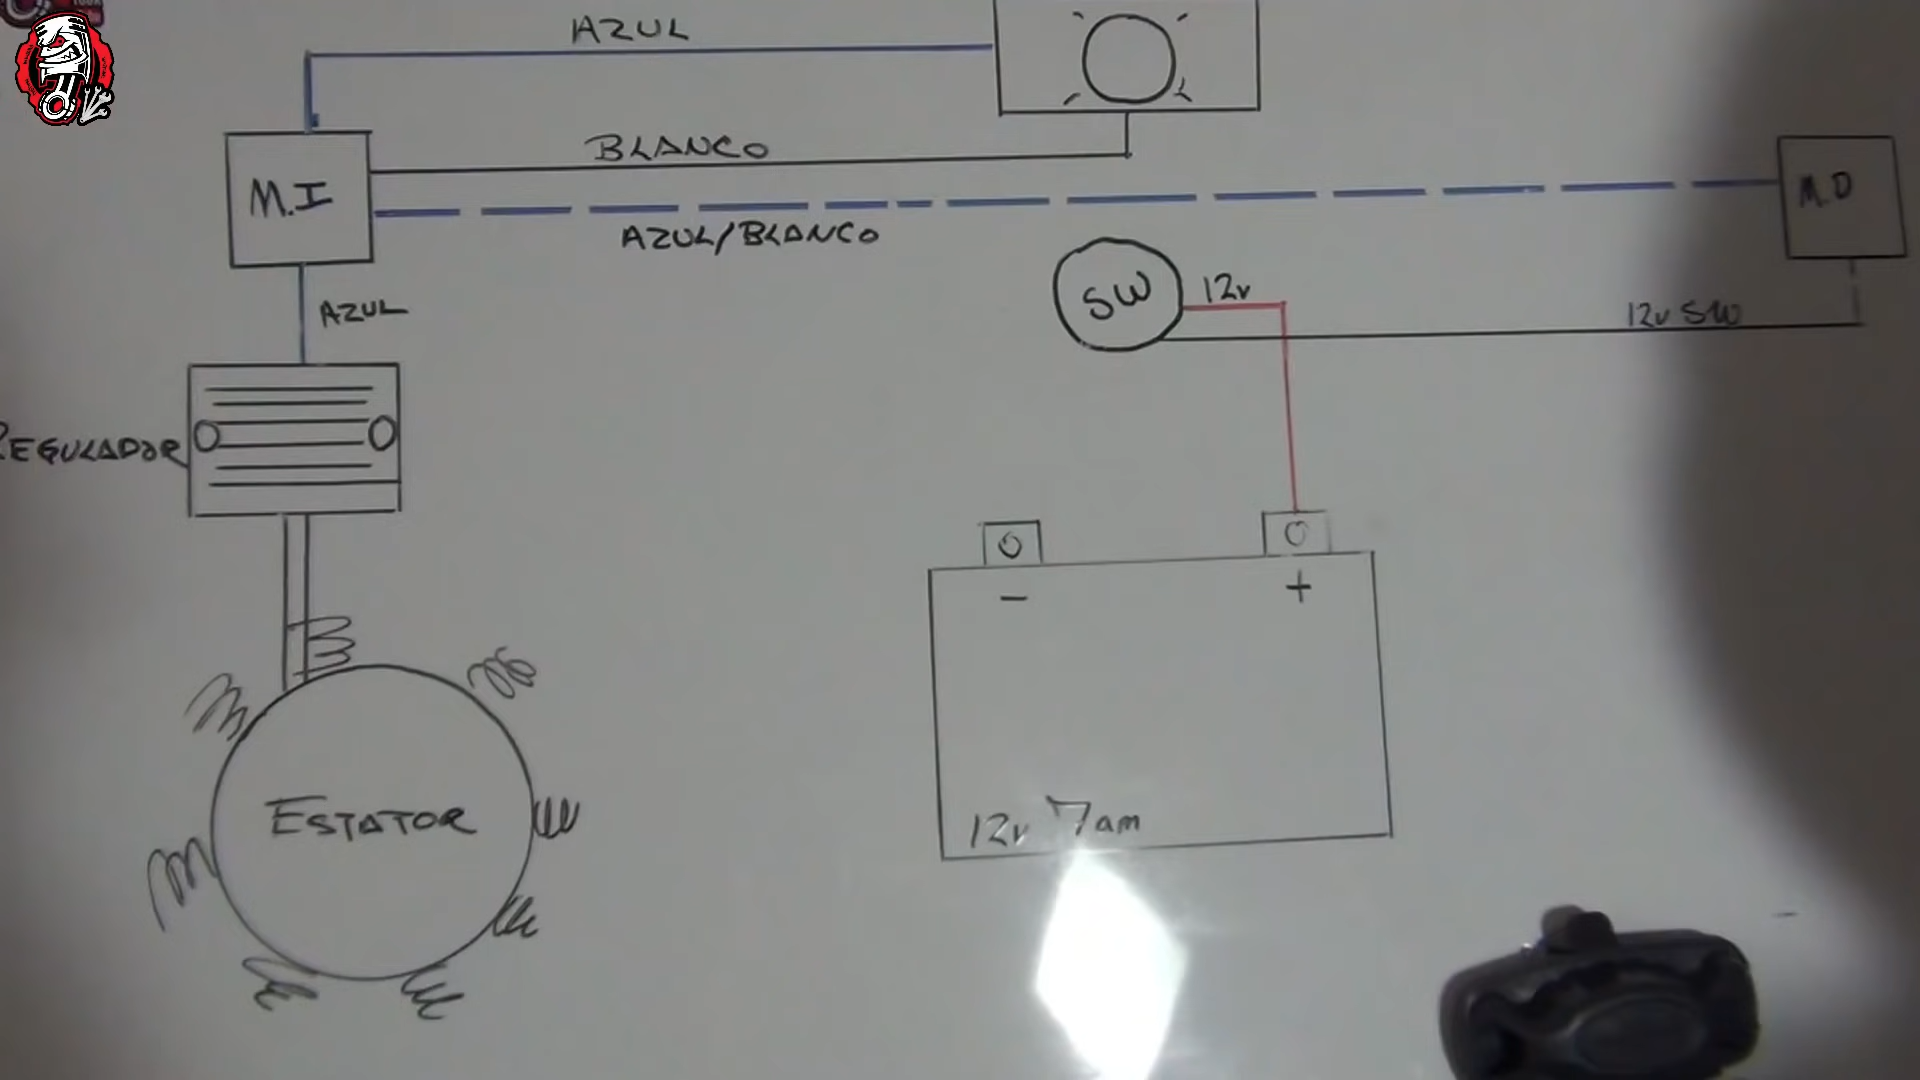 AZUL
BLANCO
M.I
M.D
AZUL/BLANCO
SW
12v
AZUL
12v SW
REGULADOR
O
O
-
+
ESTATOR
12v 7am